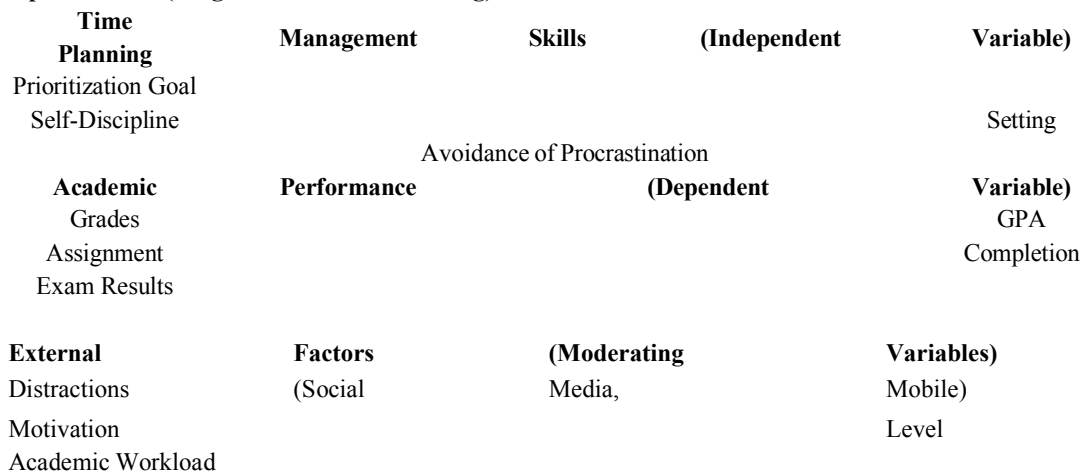 Time Management Skills (Independent Variable)
Planning
Prioritization Goal
Self-Discipline Setting
Avoidance of Procrastination
Academic Performance (Dependent Variable)
Grades GPA
Assignment Completion
Exam Results
External Factors (Moderating Variables)
Distractions (Social Media, Mobile)
Motivation Level
Academic Workload